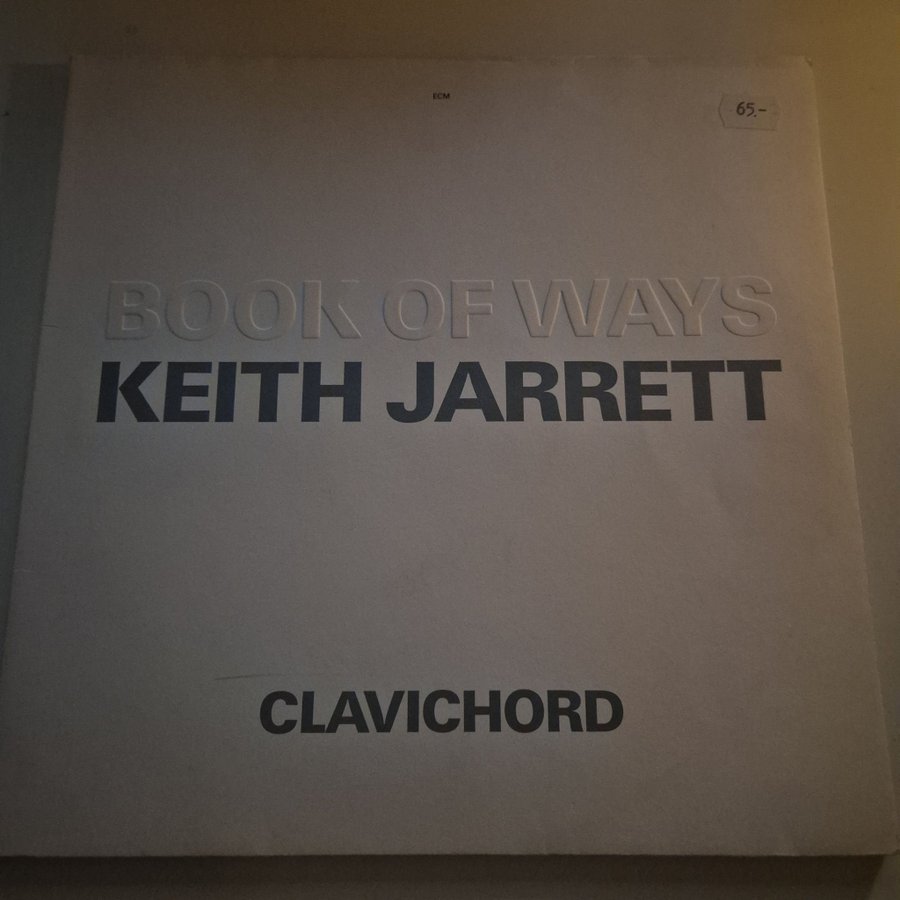 ECM
65.-
BOOK OF WAYS
KEITH JARRETT
CLAVICHORD